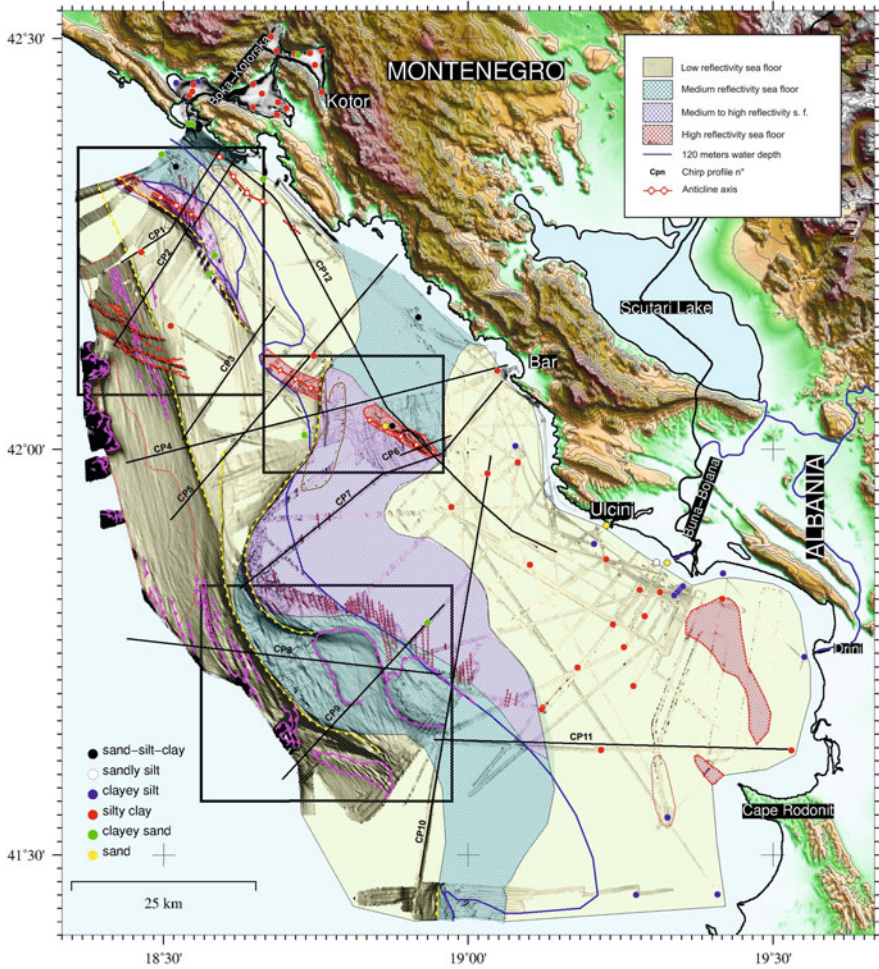 42°30'
42°00'
41°30'
MONTENEGRO
Boka-Kotorska
Kotor
Low reflectivity sea floor
Medium reflectivity sea floor
Medium to high reflectivity s. f.
High reflectivity sea floor
120 meters water depth
Cpn Chirp profile n°
Anticline axis
CP1
CP2
CP12
CP3
Scutari Lake
Bar
CP4
CP6
CP5
CP7
ALBANIA
Buna-Bojana
Ulcinj
Drini
CP8
CP9
CP11
CP10
Cape Rodonit
sand-silt-clay
sandly silt
clayey silt
silty clay
clayey sand
sand
25 km
18°30'
19°00'
19°30'